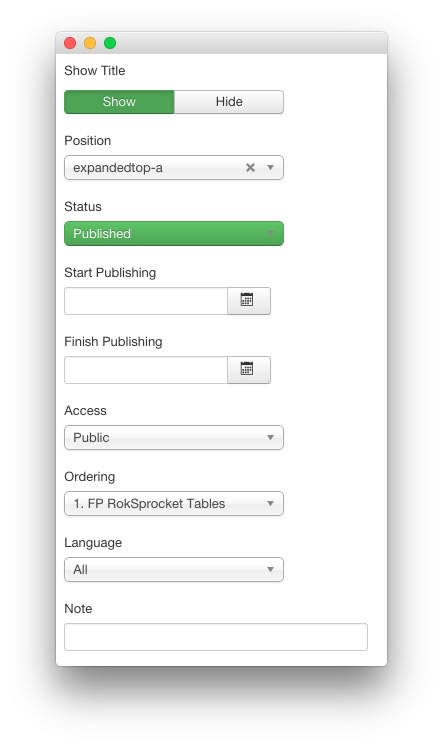 Show Title
Show Hide
Position
expandedtop-a
Status
Published
Start Publishing
Finish Publishing
Access
Public
Ordering
1. FP RokSprocket Tables
Language
All
Note